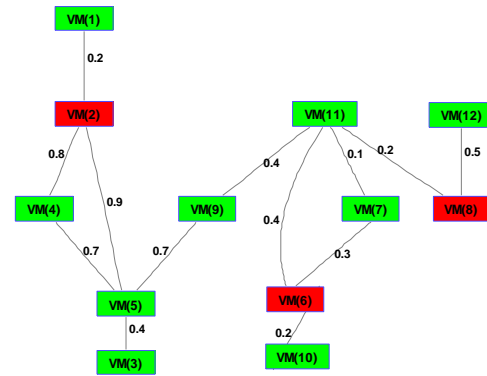 VM(1)
0.2
VM(2)
VM(11)
VM(12)
0.8
0.9
0.4
0.1
0.2
0.5
VM(4)
VM(9)
0.4
VM(7)
VM(8)
0.7
0.7
0.3
VM(5)
VM(6)
0.4
0.2
VM(3)
VM(10)